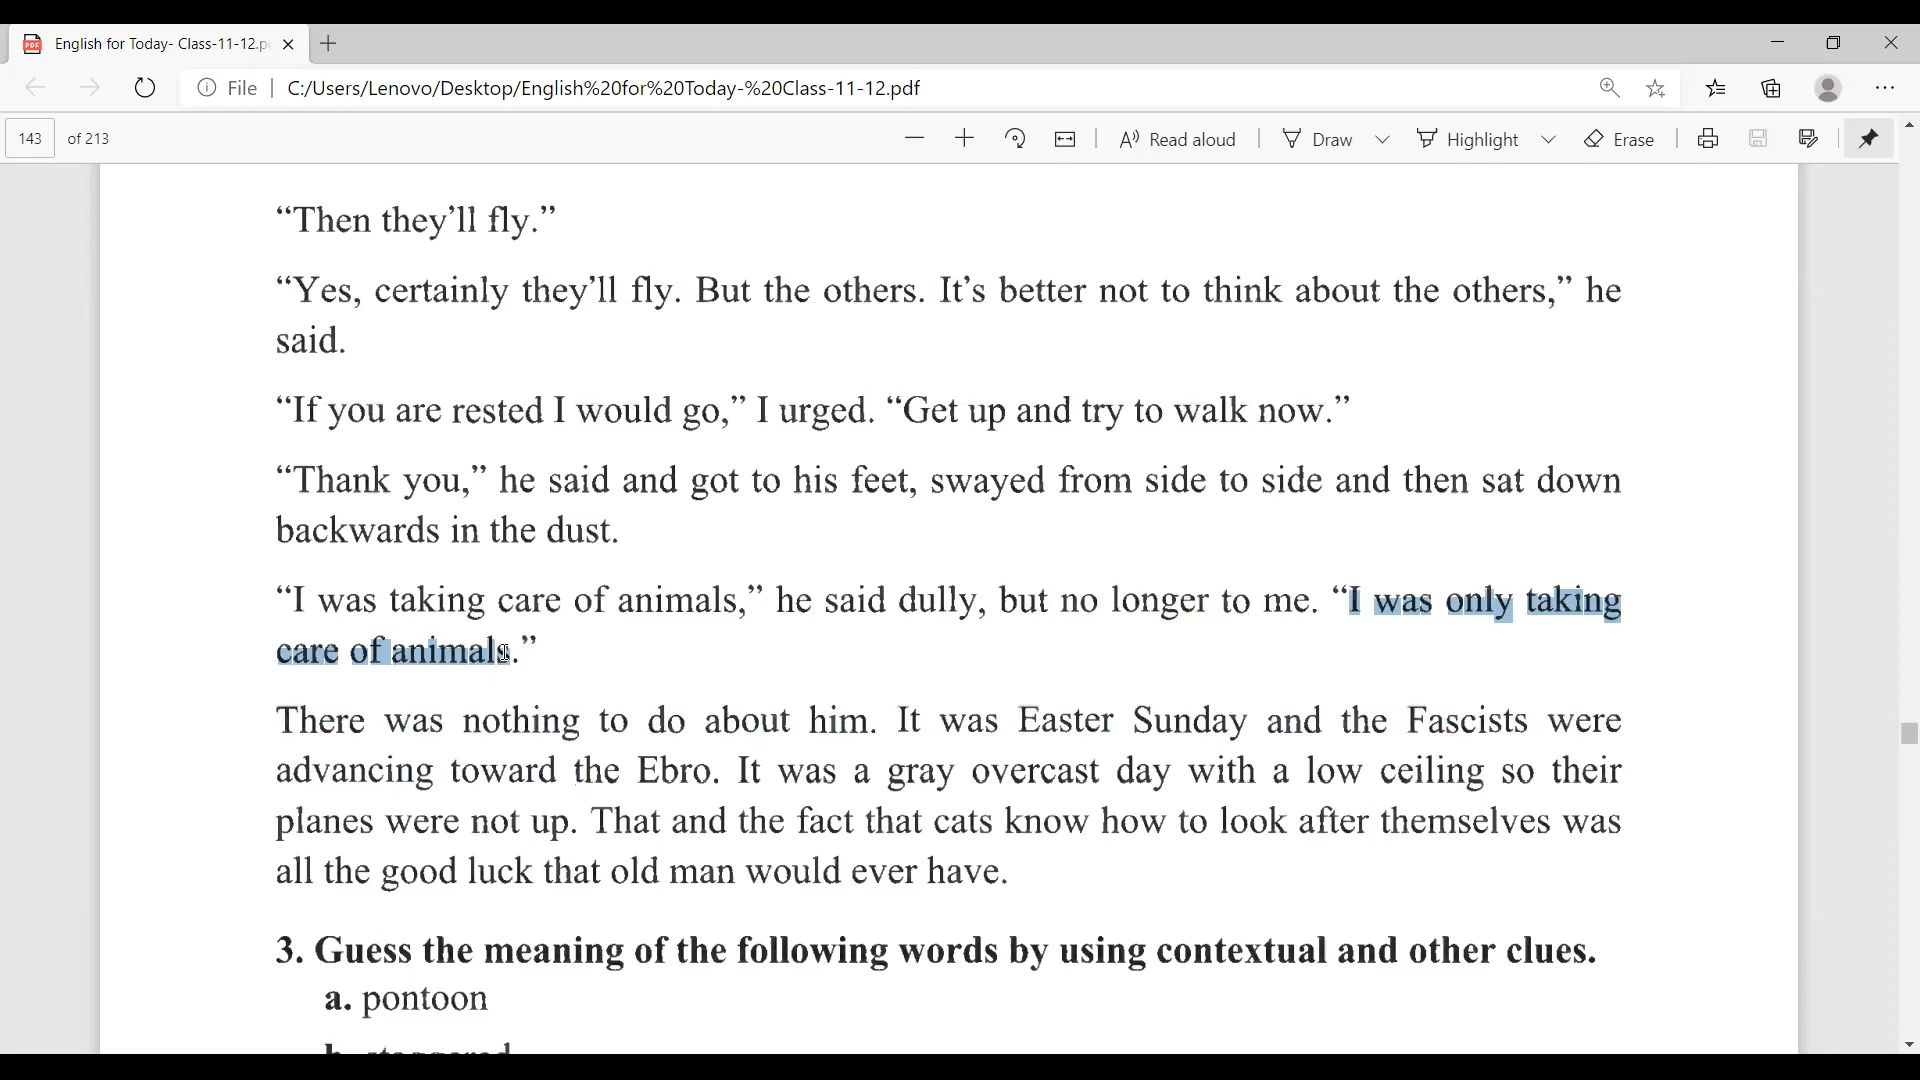 English for Today- Class-11-12.p
File | C:/Users/Lenovo/Desktop/English%20for%20Today-%20Class-11-12.pdf
143 of 213 Read aloud Draw Highlight Erase
“Then they’ll fly.”
“Yes, certainly they’ll fly. But the others. It’s better not to think about the others,” he
said.
“If you are rested I would go,” I urged. “Get up and try to walk now.”
“Thank you,” he said and got to his feet, swayed from side to side and then sat down
backwards in the dust.
“I was taking care of animals,” he said dully, but no longer to me. “I was only taking
care of animals.”
There was nothing to do about him. It was Easter Sunday and the Fascists were
advancing toward the Ebro. It was a gray overcast day with a low ceiling so their
planes were not up. That and the fact that cats know how to look after themselves was
all the good luck that old man would ever have.
3. Guess the meaning of the following words by using contextual and other clues.
a. pontoon